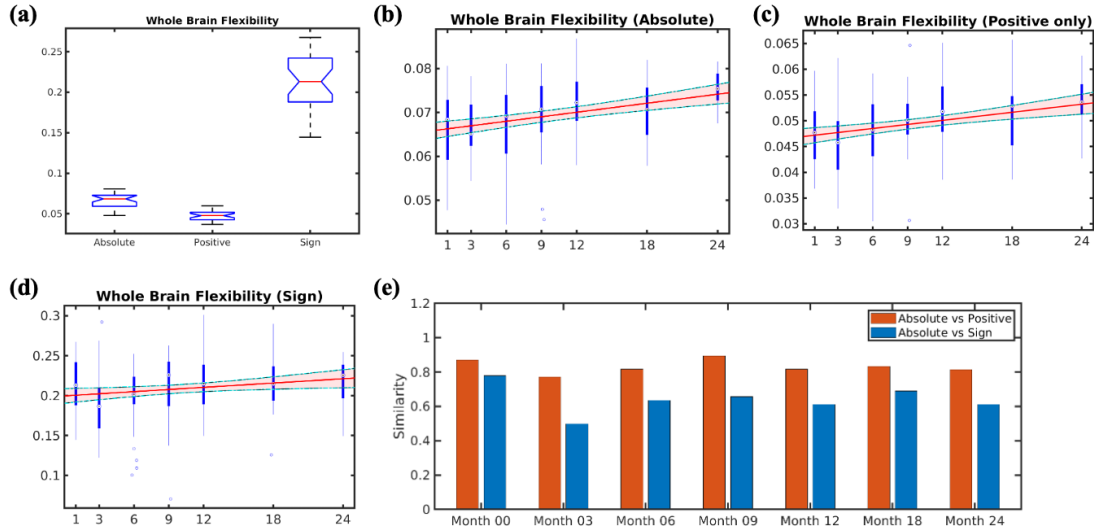 (a)
Whole Brain Flexibility
0.25
0.2
0.15
0.1
0.05
Absolute
Positive
Sign
(b)
Whole Brain Flexibility (Absolute)
0.08
0.07
0.06
0.05
1 3 6 9 12 18 24
(c)
Whole Brain Flexibility (Positive only)
0.065
0.06
0.055
0.05
0.045
0.04
0.035
0.03
1 3 6 9 12 18 24
(d)
Whole Brain Flexibility (Sign)
0.3
0.25
0.2
0.15
0.1
1 3 6 9 12 18 24
(e)
Similarity
1.2
1
0.8
0.6
0.4
0.2
0
Absolute vs Positive
Absolute vs Sign
Month 00 Month 03 Month 06 Month 09 Month 12 Month 18 Month 24